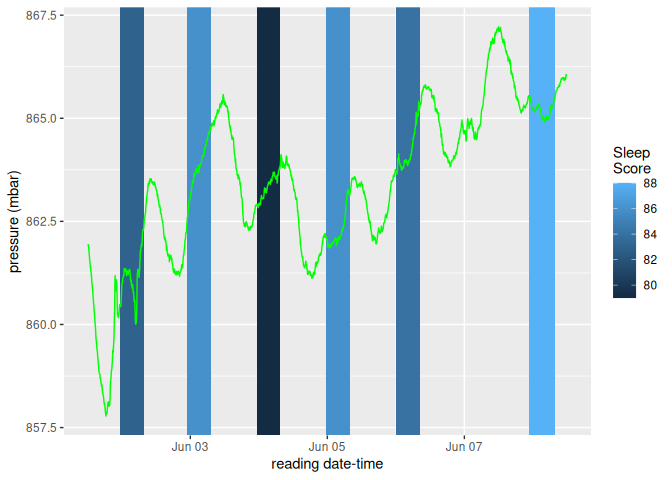 867.5
865.0
862.5
860.0
857.5
pressure (mbar)
Jun 03
Jun 05
Jun 07
reading date-time
Sleep
Score
88
86
84
82
80